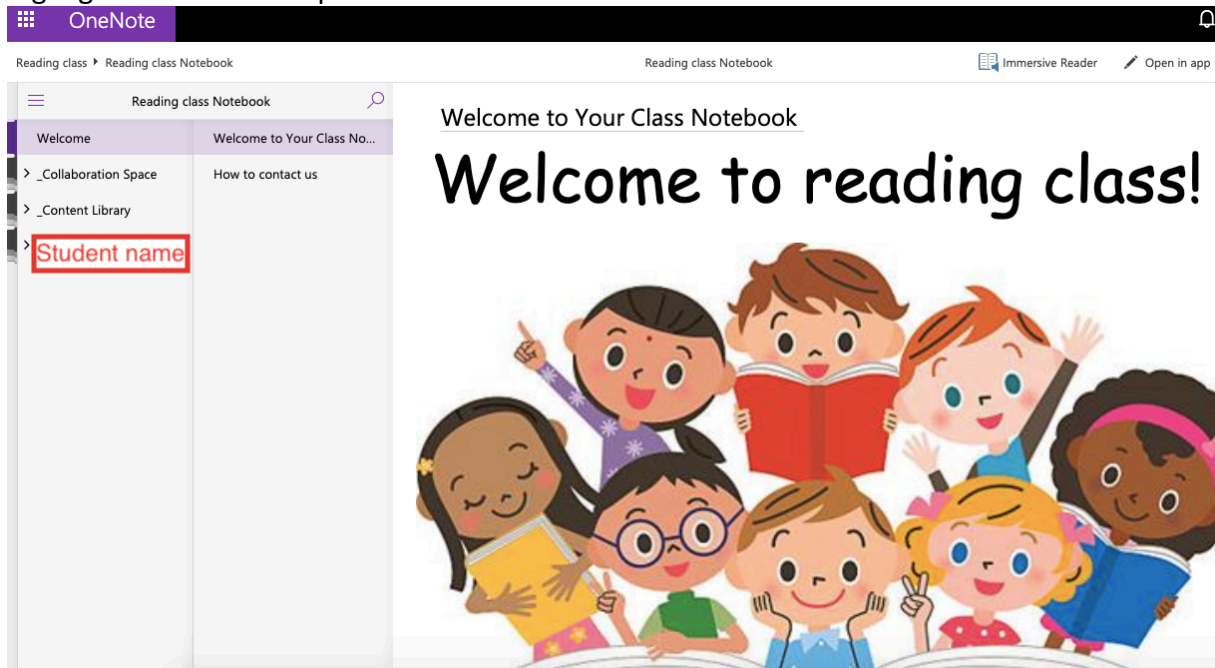 OneNote
Reading class Reading class Notebook
Reading class Notebook
Immersive Reader
Open in app
Reading class Notebook
Welcome
Welcome to Your Class No...
_Collaboration Space
How to contact us
_Content Library
Student name
Welcome to Your Class Notebook
Welcome to reading class!